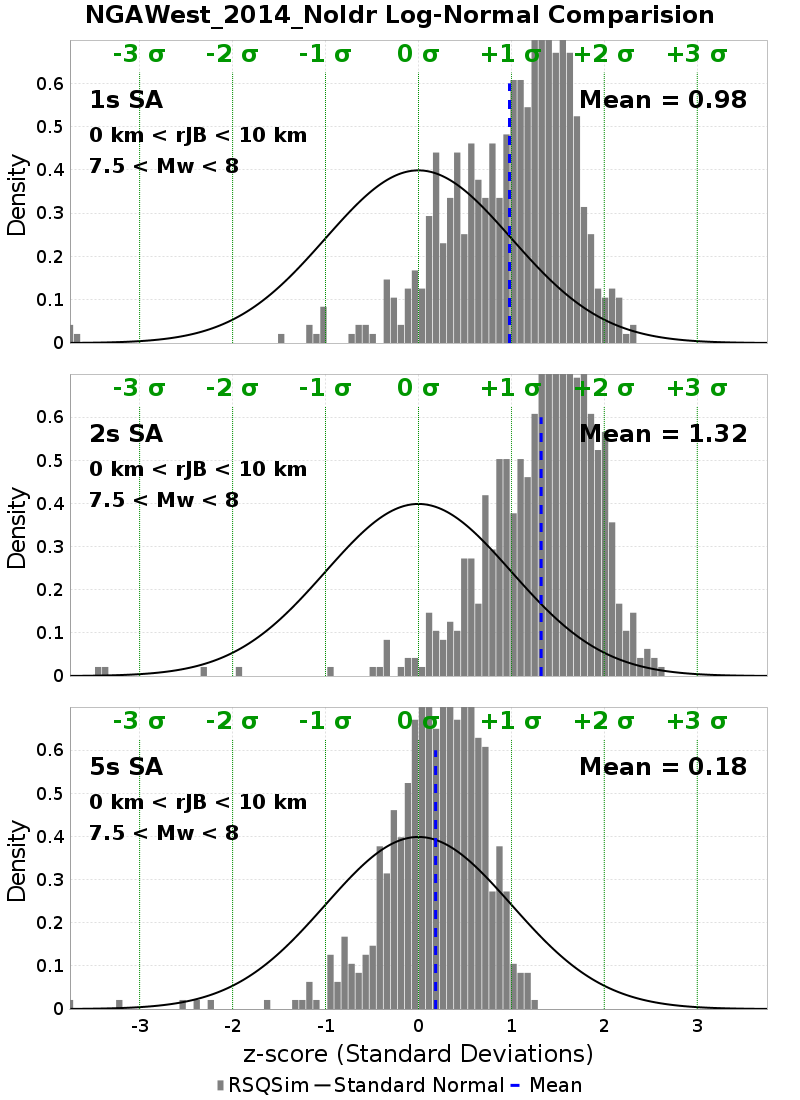 NGAWest_2014_NoIdr Log-Normal Comparision
-3 σ -2 σ -1 σ 0 σ +1 σ +2 σ +3 σ
1s SA Mean = 0.98
0 km < rJB < 10 km
7.5 < Mw < 8
Density
0.6
0.5
0.4
0.3
0.2
0.1
0
-3 σ -2 σ -1 σ 0 σ +1 σ +2 σ +3 σ
2s SA Mean = 1.32
0 km < rJB < 10 km
7.5 < Mw < 8
Density
0.6
0.5
0.4
0.3
0.2
0.1
0
-3 σ -2 σ -1 σ 0 σ +1 σ +2 σ +3 σ
5s SA Mean = 0.18
0 km < rJB < 10 km
7.5 < Mw < 8
Density
0.6
0.5
0.4
0.3
0.2
0.1
0
-3 -2 -1 0 1 2 3
z-score (Standard Deviations)
RSQSim Standard Normal Mean